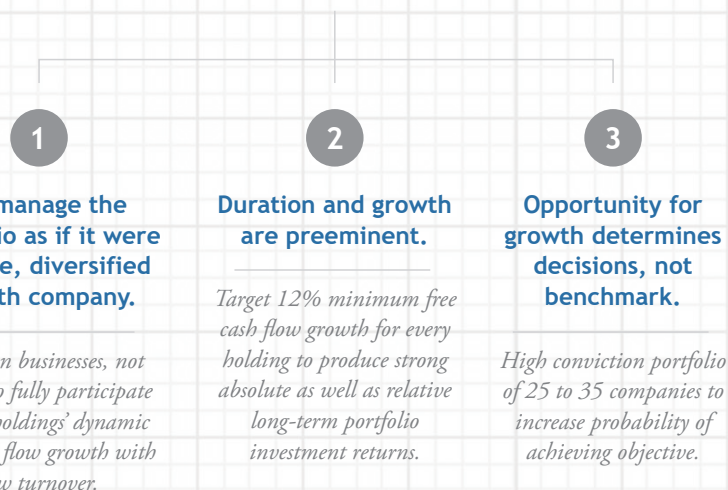 1
manage the
io as if it were
e, diversified
th company.
n businesses, not
o fully participate
oldings’ dynamic
flow growth with
w turnover.
2
Duration and growth
are preeminent.
Target 12% minimum free
cash flow growth for every
holding to produce strong
absolute as well as relative
long-term portfolio
investment returns.
3
Opportunity for
growth determines
decisions, not
benchmark.
High conviction portfolio
of 25 to 35 companies to
increase probability of
achieving objective.